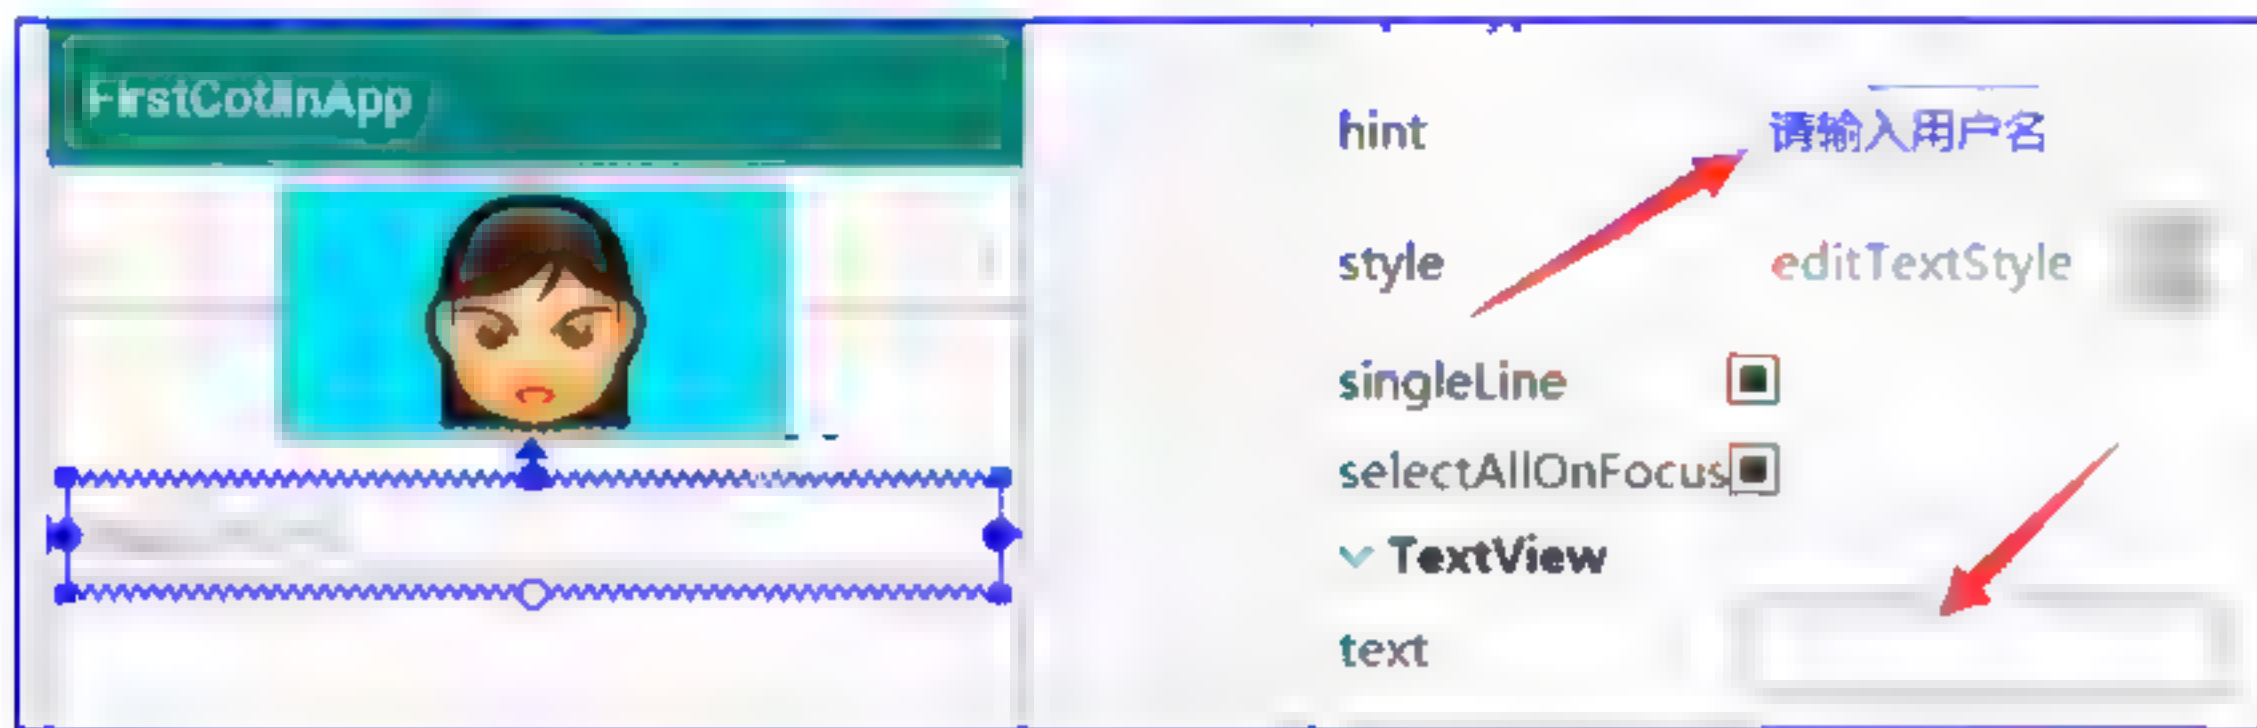 FirstCotlinApp
hint 请输入用户名
style editTextStyle
singleLine
selectAllOnFocus
TextView
text